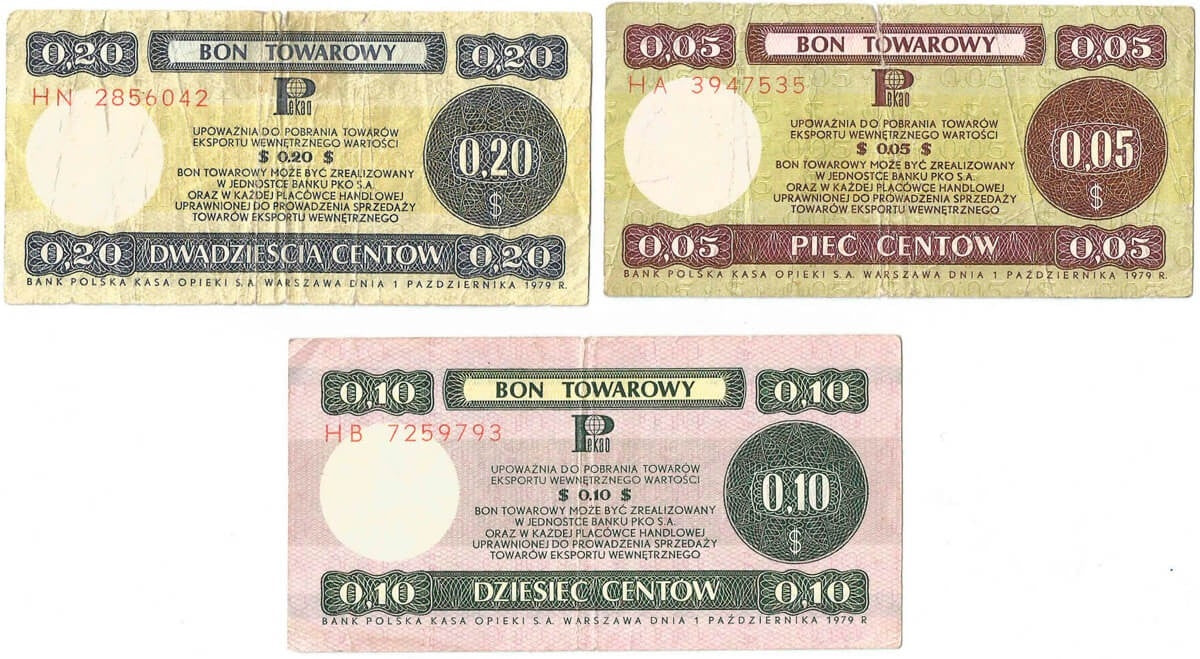 0,20 BON TOWAROWY 0,20
HN 2856042
Pekao
UPOWAŻNIA DO POBRANIA TOWARÓW
EKSPORTU WEWNĘTRZNEGO WARTOŚCI
$ 0.20 $
BON TOWAROWY MOŻE BYĆ ZREALIZOWANY
W JEDNOSTCE BANKU PKO S.A.
ORAZ W KAŻDEJ PLACÓWCE HANDLOWEJ
UPRAWNIONEJ DO PROWADZENIA SPRZEDAŻY
TOWARÓW EKSPORTU WEWNĘTRZNEGO
0,20
$
0,20 DWADZIEŚCIA CENTÓW 0,20
BANK POLSKA KASA OPIEKI S.A. WARSZAWA DNIA 1 PAŹDZIERNIKA 1979 R.
0,05 BON TOWAROWY 0,05
HA 3947535
Pekao
UPOWAŻNIA DO POBRANIA TOWARÓW
EKSPORTU WEWNĘTRZNEGO WARTOŚCI
$ 0.05 $
BON TOWAROWY MOŻE BYĆ ZREALIZOWANY
W JEDNOSTCE BANKU PKO S.A.
ORAZ W KAŻDEJ PLACÓWCE HANDLOWEJ
UPRAWNIONEJ DO PROWADZENIA SPRZEDAŻY
TOWARÓW EKSPORTU WEWNĘTRZNEGO
0,05
$
0,05 PIĘĆ CENTÓW 0,05
BANK POLSKA KASA OPIEKI S.A. WARSZAWA DNIA 1 PAŹDZIERNIKA 1979 R.
0,10 BON TOWAROWY 0,10
HB 7259793
Pekao
UPOWAŻNIA DO POBRANIA TOWARÓW
EKSPORTU WEWNĘTRZNEGO WARTOŚCI
$ 0.10 $
BON TOWAROWY MOŻE BYĆ ZREALIZOWANY
W JEDNOSTCE BANKU PKO S.A.
ORAZ W KAŻDEJ PLACÓWCE HANDLOWEJ
UPRAWNIONEJ DO PROWADZENIA SPRZEDAŻY
TOWARÓW EKSPORTU WEWNĘTRZNEGO
0,10
$
0,10 DZIESIĘĆ CENTÓW 0,10
BANK POLSKA KASA OPIEKI S.A. WARSZAWA DNIA 1 PAŹDZIERNIKA 1979 R